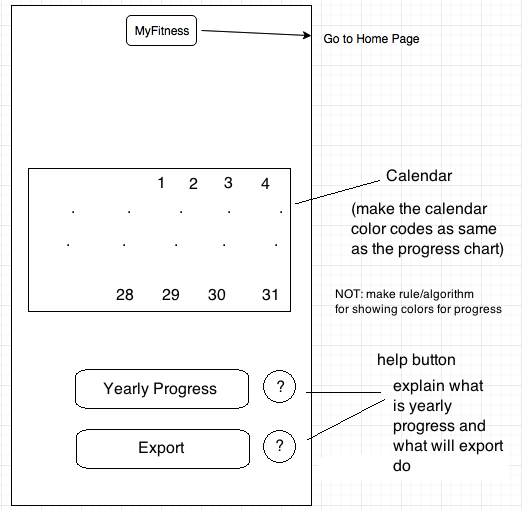 MyFitness
Go to Home Page
1 2 3 4
Calendar
(make the calendar
color codes as same
as the progress chart)
28 29 30 31
NOT: make rule/algorithm
for showing colors for progress
help button
Yearly Progress ?
explain what
is yearly
progress and
what will export
do
Export ?